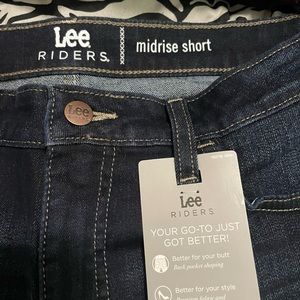 Lee
RIDERS
midrise short
Lee
Lee
RIDERS
YOUR GO-TO JUST
GOT BETTER!
Better for your butt
Back pocket shaping
Better for your style